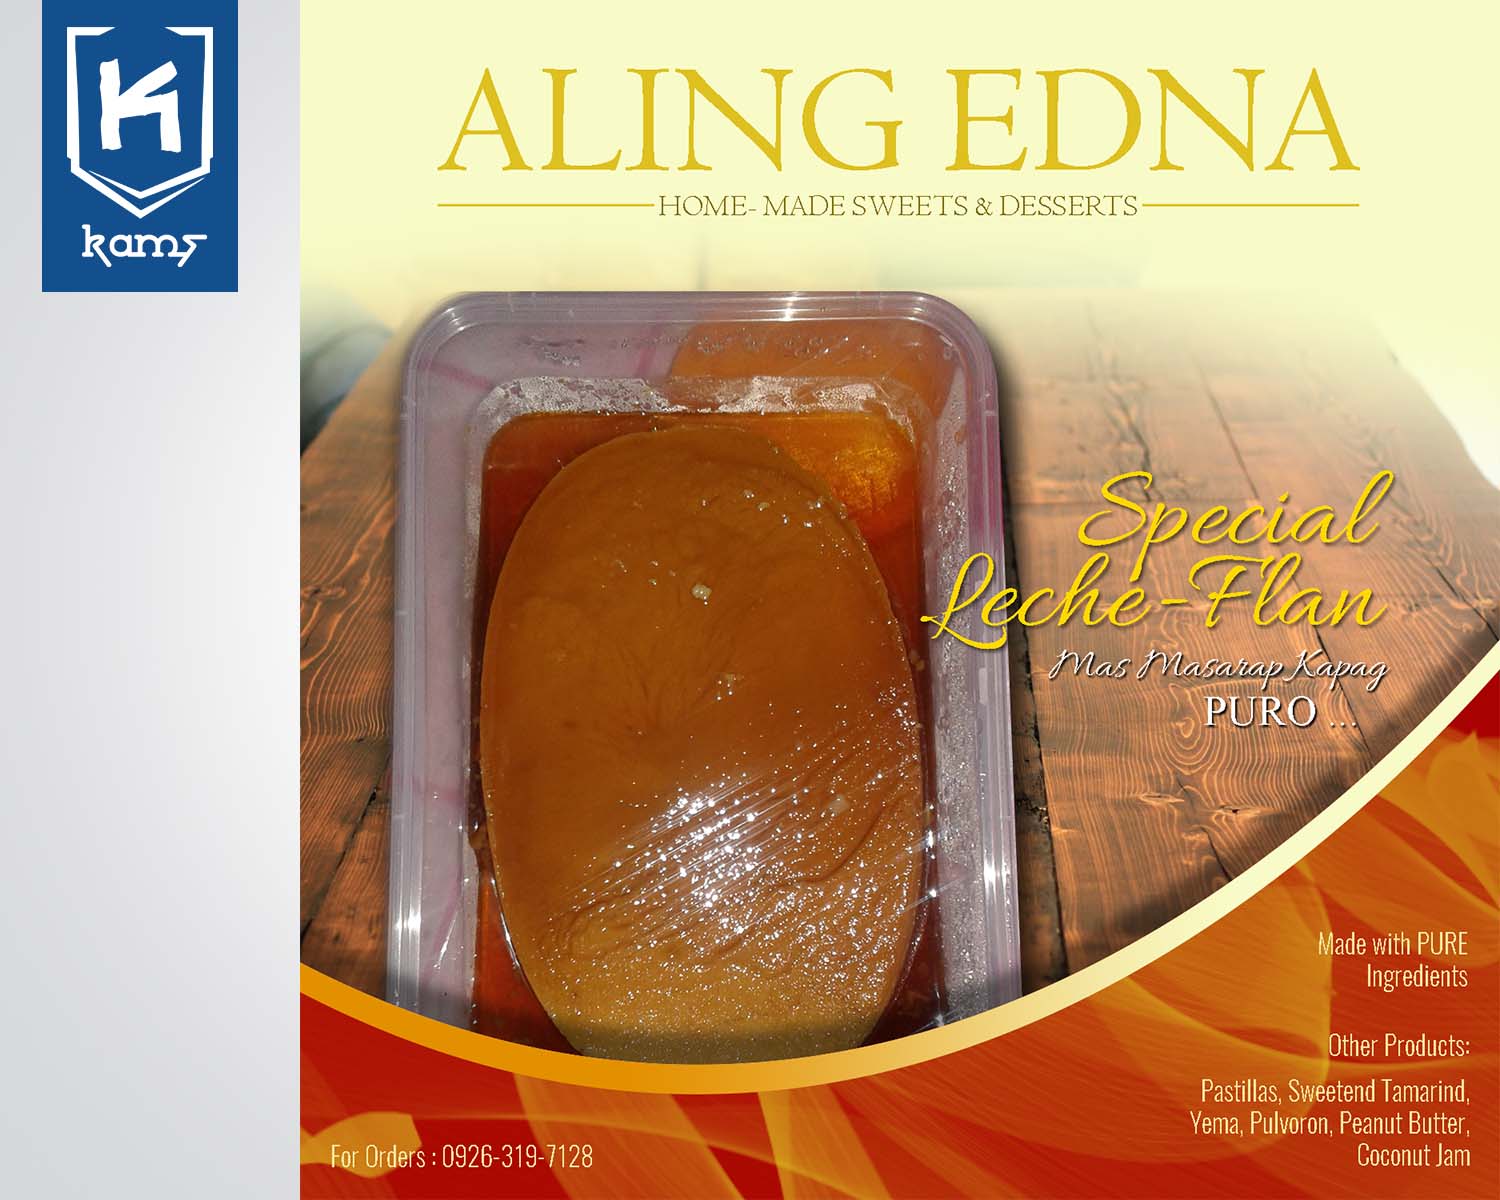 K
kams
ALING EDNA
HOME- MADE SWEETS & DESSERTS
Special
Leche-Flan
Mas Masarap Kapag
PURO ...
Made with PURE
Ingredients
Other Products:
Pastillas, Sweetend Tamarind,
Yema, Pulvoron, Peanut Butter,
Coconut Jam
For Orders : 0926-319-7128